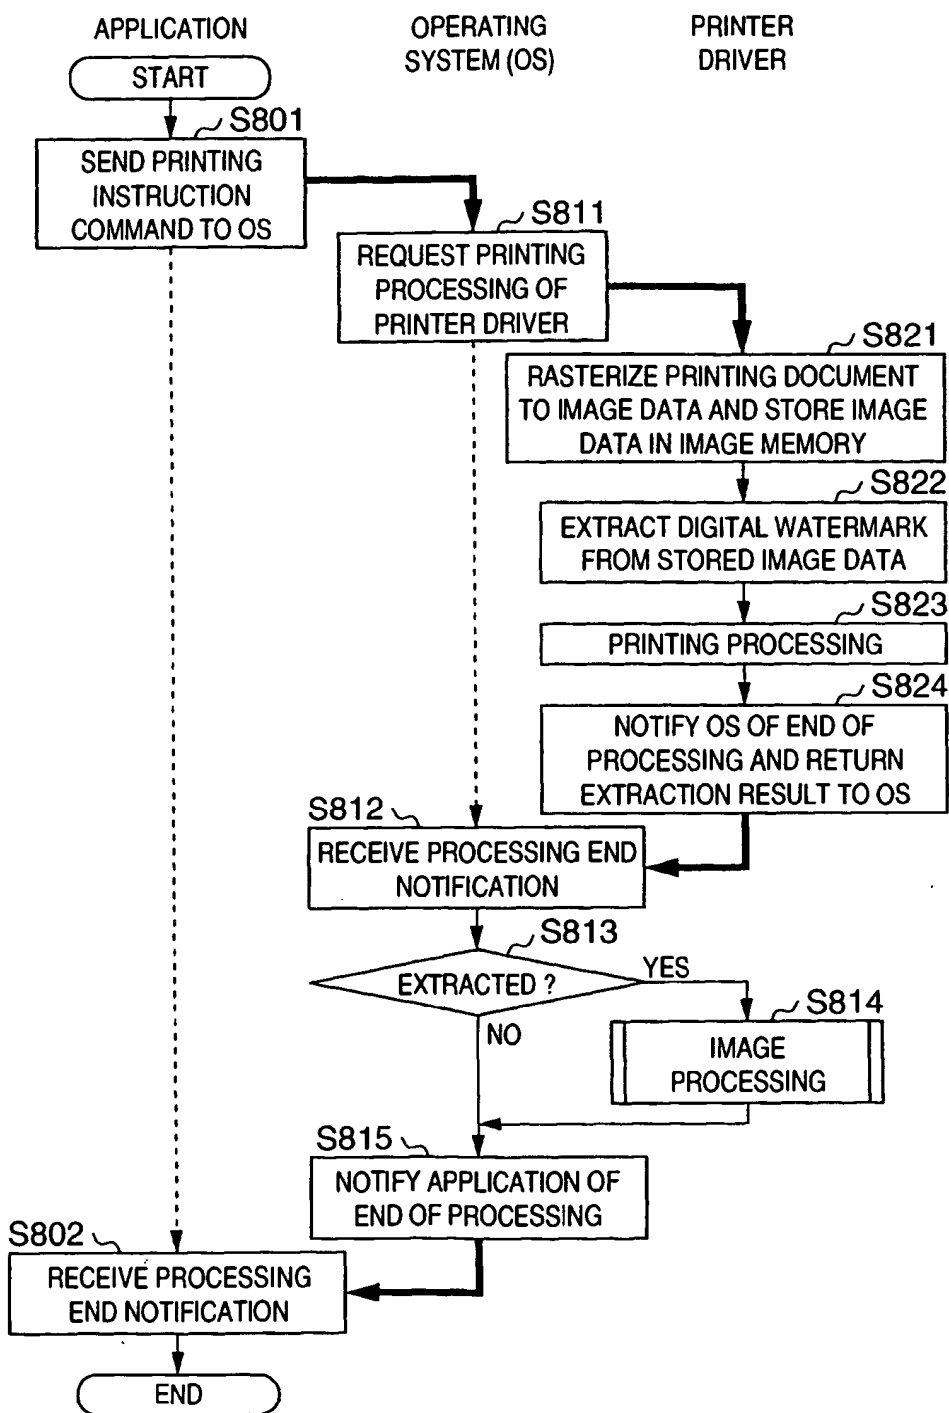 APPLICATION
OPERATING
SYSTEM (OS)
PRINTER
DRIVER
START
S801
SEND PRINTING
INSTRUCTION
COMMAND TO OS
S811
REQUEST PRINTING
PROCESSING OF
PRINTER DRIVER
S821
RASTERIZE PRINTING DOCUMENT
TO IMAGE DATA AND STORE IMAGE
DATA IN IMAGE MEMORY
S822
EXTRACT DIGITAL WATERMARK
FROM STORED IMAGE DATA
S823
PRINTING PROCESSING
S824
NOTIFY OS OF END OF
PROCESSING AND RETURN
EXTRACTION RESULT TO OS
S812
RECEIVE PROCESSING END
NOTIFICATION
S813
EXTRACTED ?
YES
NO
S814
IMAGE
PROCESSING
S815
NOTIFY APPLICATION OF
END OF PROCESSING
S802
RECEIVE PROCESSING
END NOTIFICATION
END